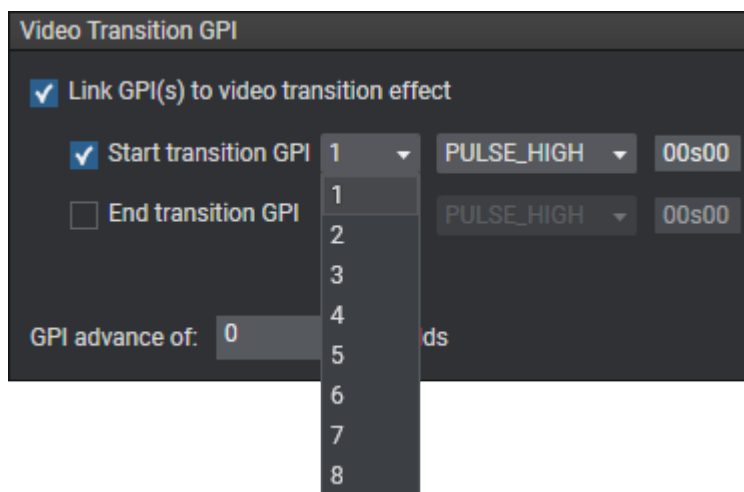 Video Transition GPI
Link GPI(s) to video transition effect
Start transition GPI 1 PULSE_HIGH 00s00
End transition GPI PULSE_HIGH 00s00
1
2
3
4
5
6
7
8
GPI advance of: 0 ds